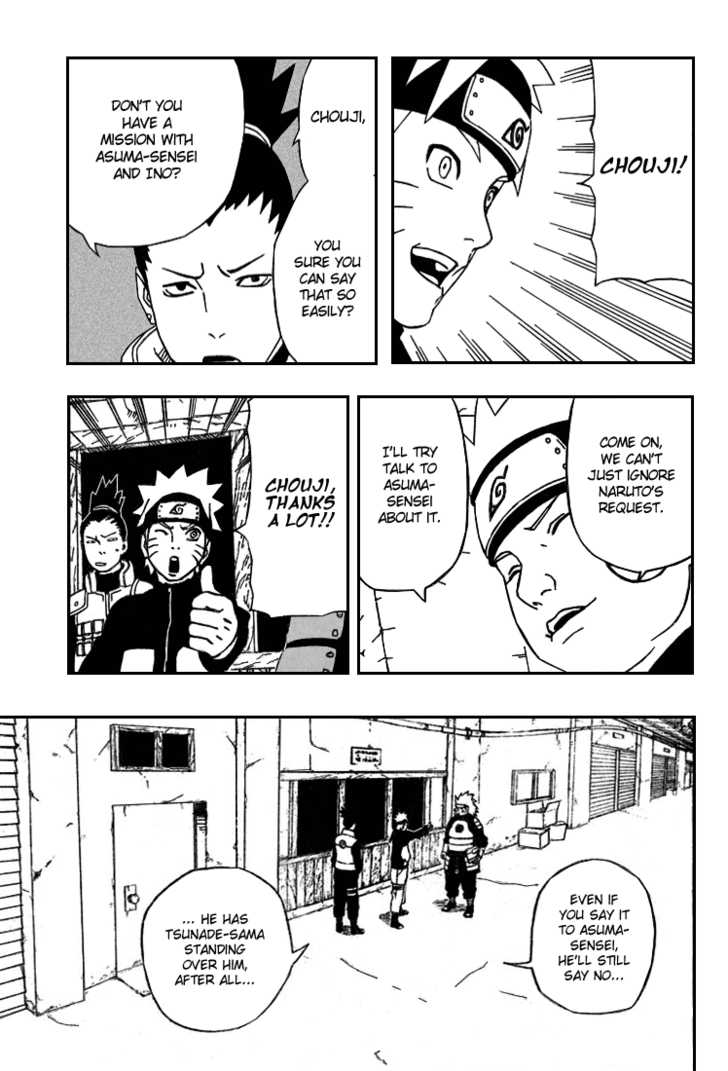 CHOUJI!
CHOUJI,
YOU
SURE YOU
CAN SAY
THAT SO
EASILY?
DON'T YOU
HAVE A
MISSION WITH
ASUMA-SENSEI
AND INO?
COME ON,
WE CAN'T
JUST IGNORE
NARUTO'S
REQUEST.
I'LL TRY
TALK TO
ASUMA-
SENSEI
ABOUT IT.
CHOUJI,
THANKS
A LOT!!
EVEN IF
YOU SAY IT
TO ASUMA-
SENSEI,
HE'LL STILL
SAY NO...
... HE HAS
TSUNADE-SAMA
STANDING
OVER HIM,
AFTER ALL...